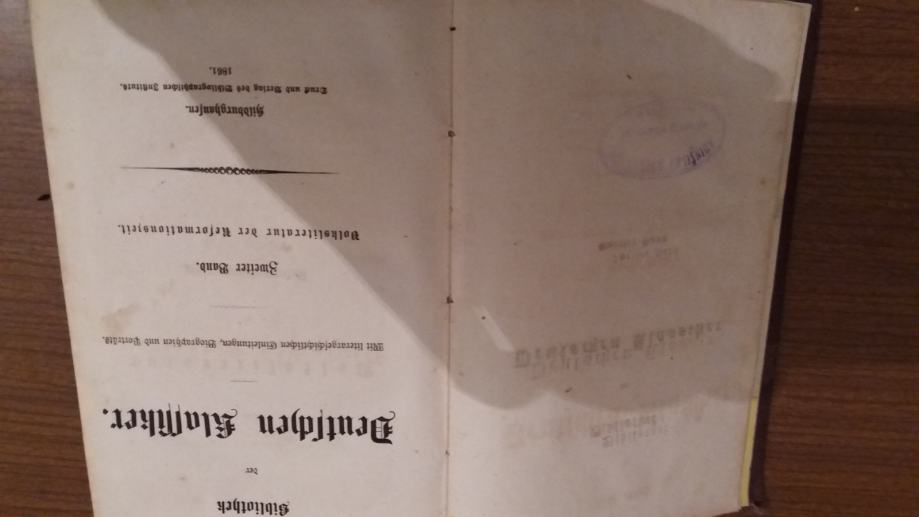 Bibliothek
der
Deutschen Klassiker.
Mit literargeschichtlichen Einleitungen, Biographien und Porträts.
Zweiter Band.
Volksliteratur der Reformationszeit.
Hildburghausen.
Druck und Verlag des Bibliographischen Instituts.
1861.